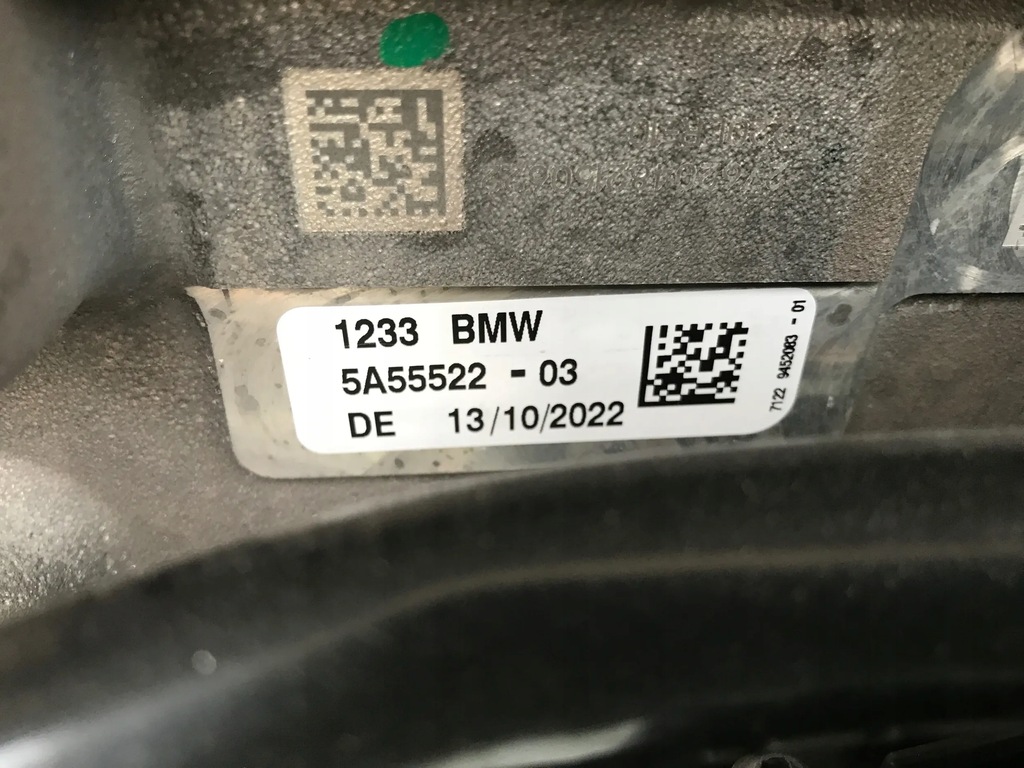 1233 BMW
5A55522 - 03
DE 13/10/2022
7122 9452083 - 01